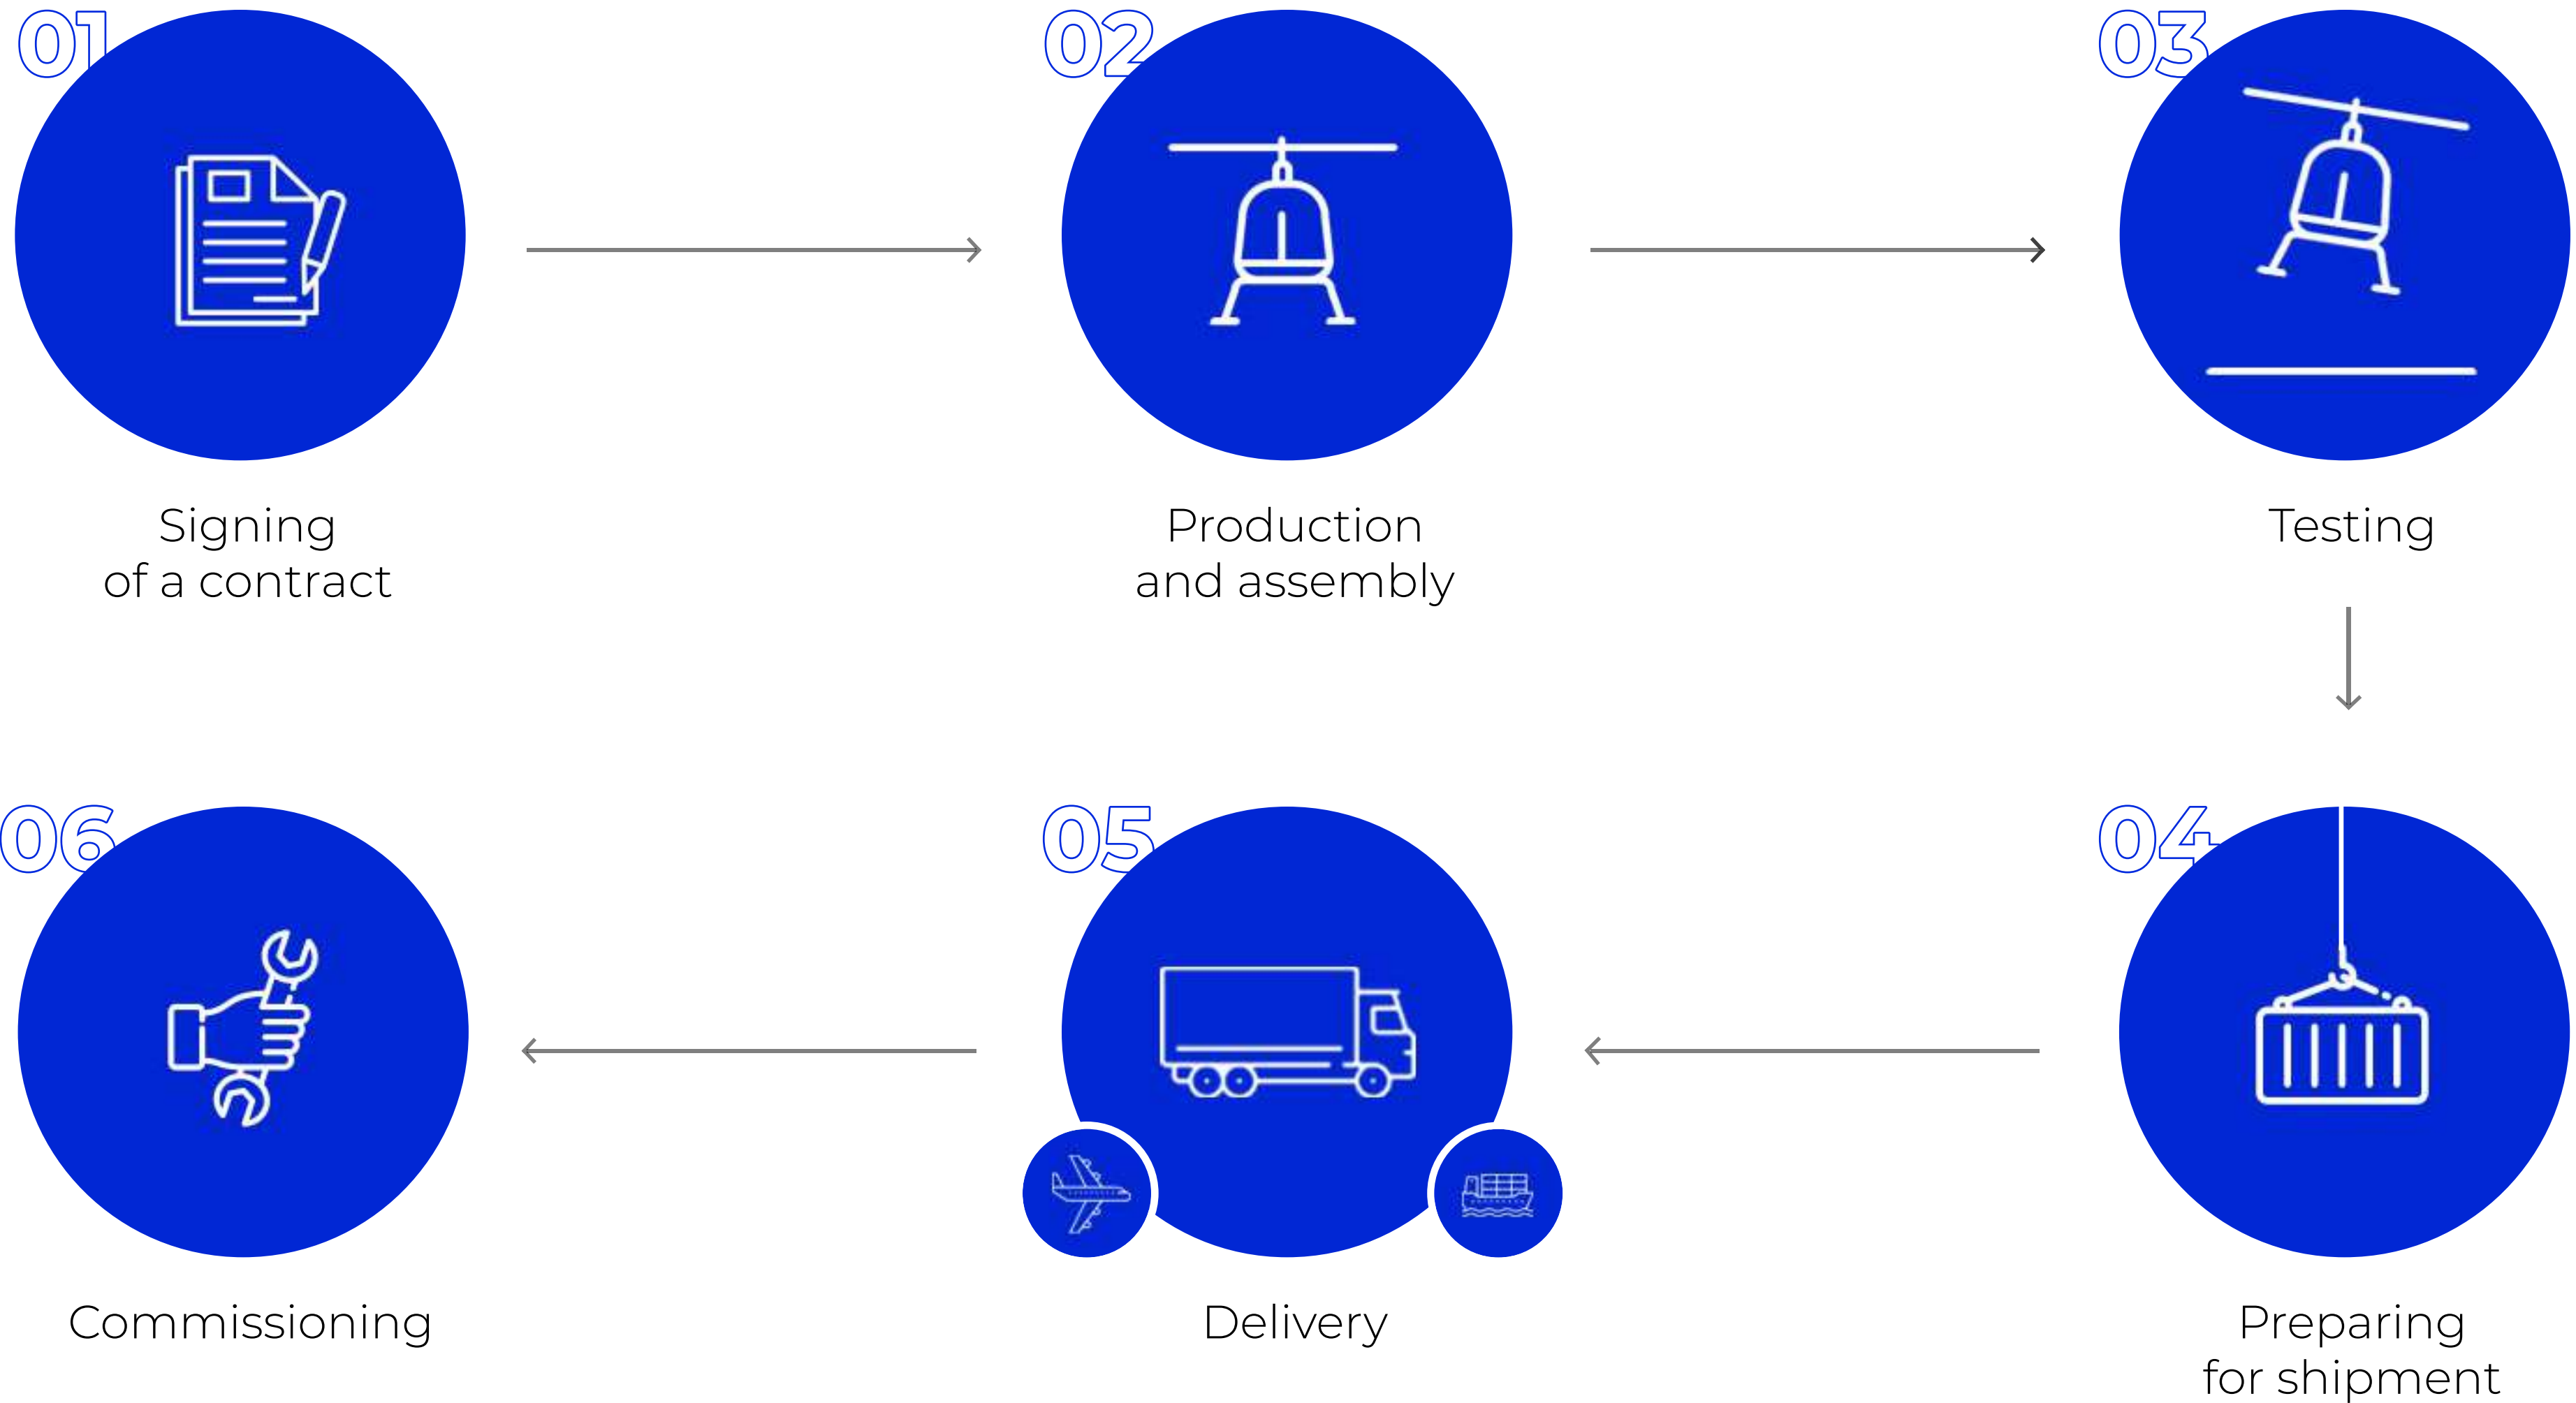 01
Signing
of a contract
02
Production
and assembly
03
Testing
04
Preparing
for shipment
05
Delivery
06
Commissioning